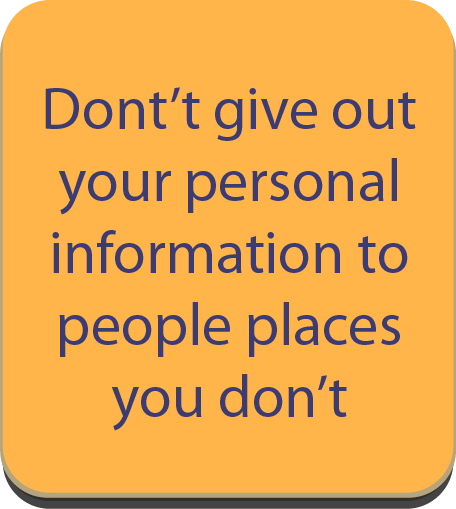 Dont’t give out
your personal
information to
people places
you don’t